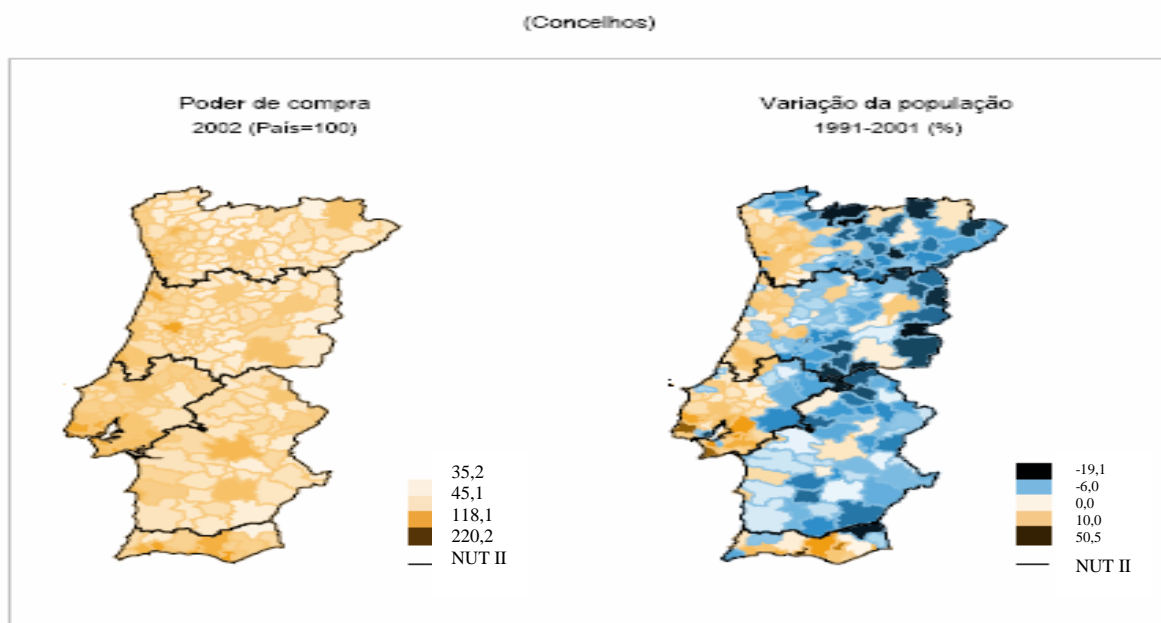 (Concelhos)
Poder de compra
2002 (País=100)
35,2
45,1
118,1
220,2
NUT II
Variação da população
1991-2001 (%)
-19,1
-6,0
0,0
10,0
50,5
NUT II